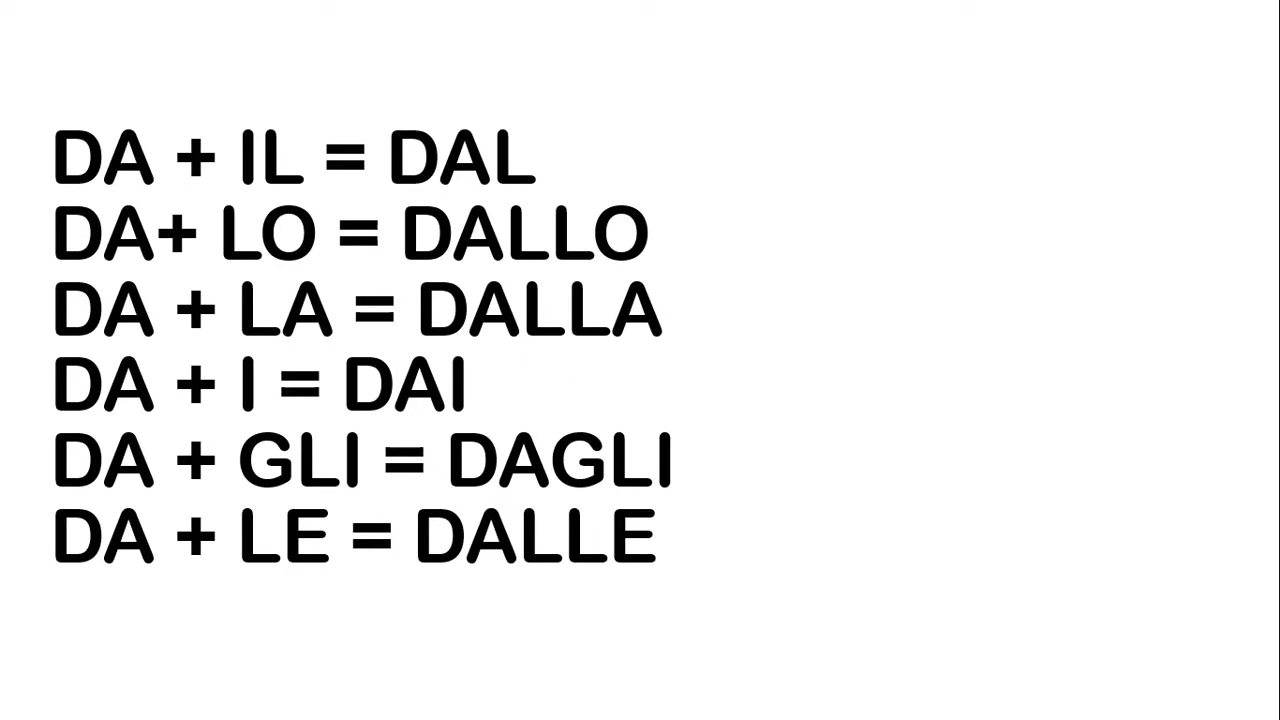 DA + IL = DAL
DA+ LO = DALLO
DA + LA = DALLA
DA + I = DAI
DA + GLI = DAGLI
DA + LE = DALLE